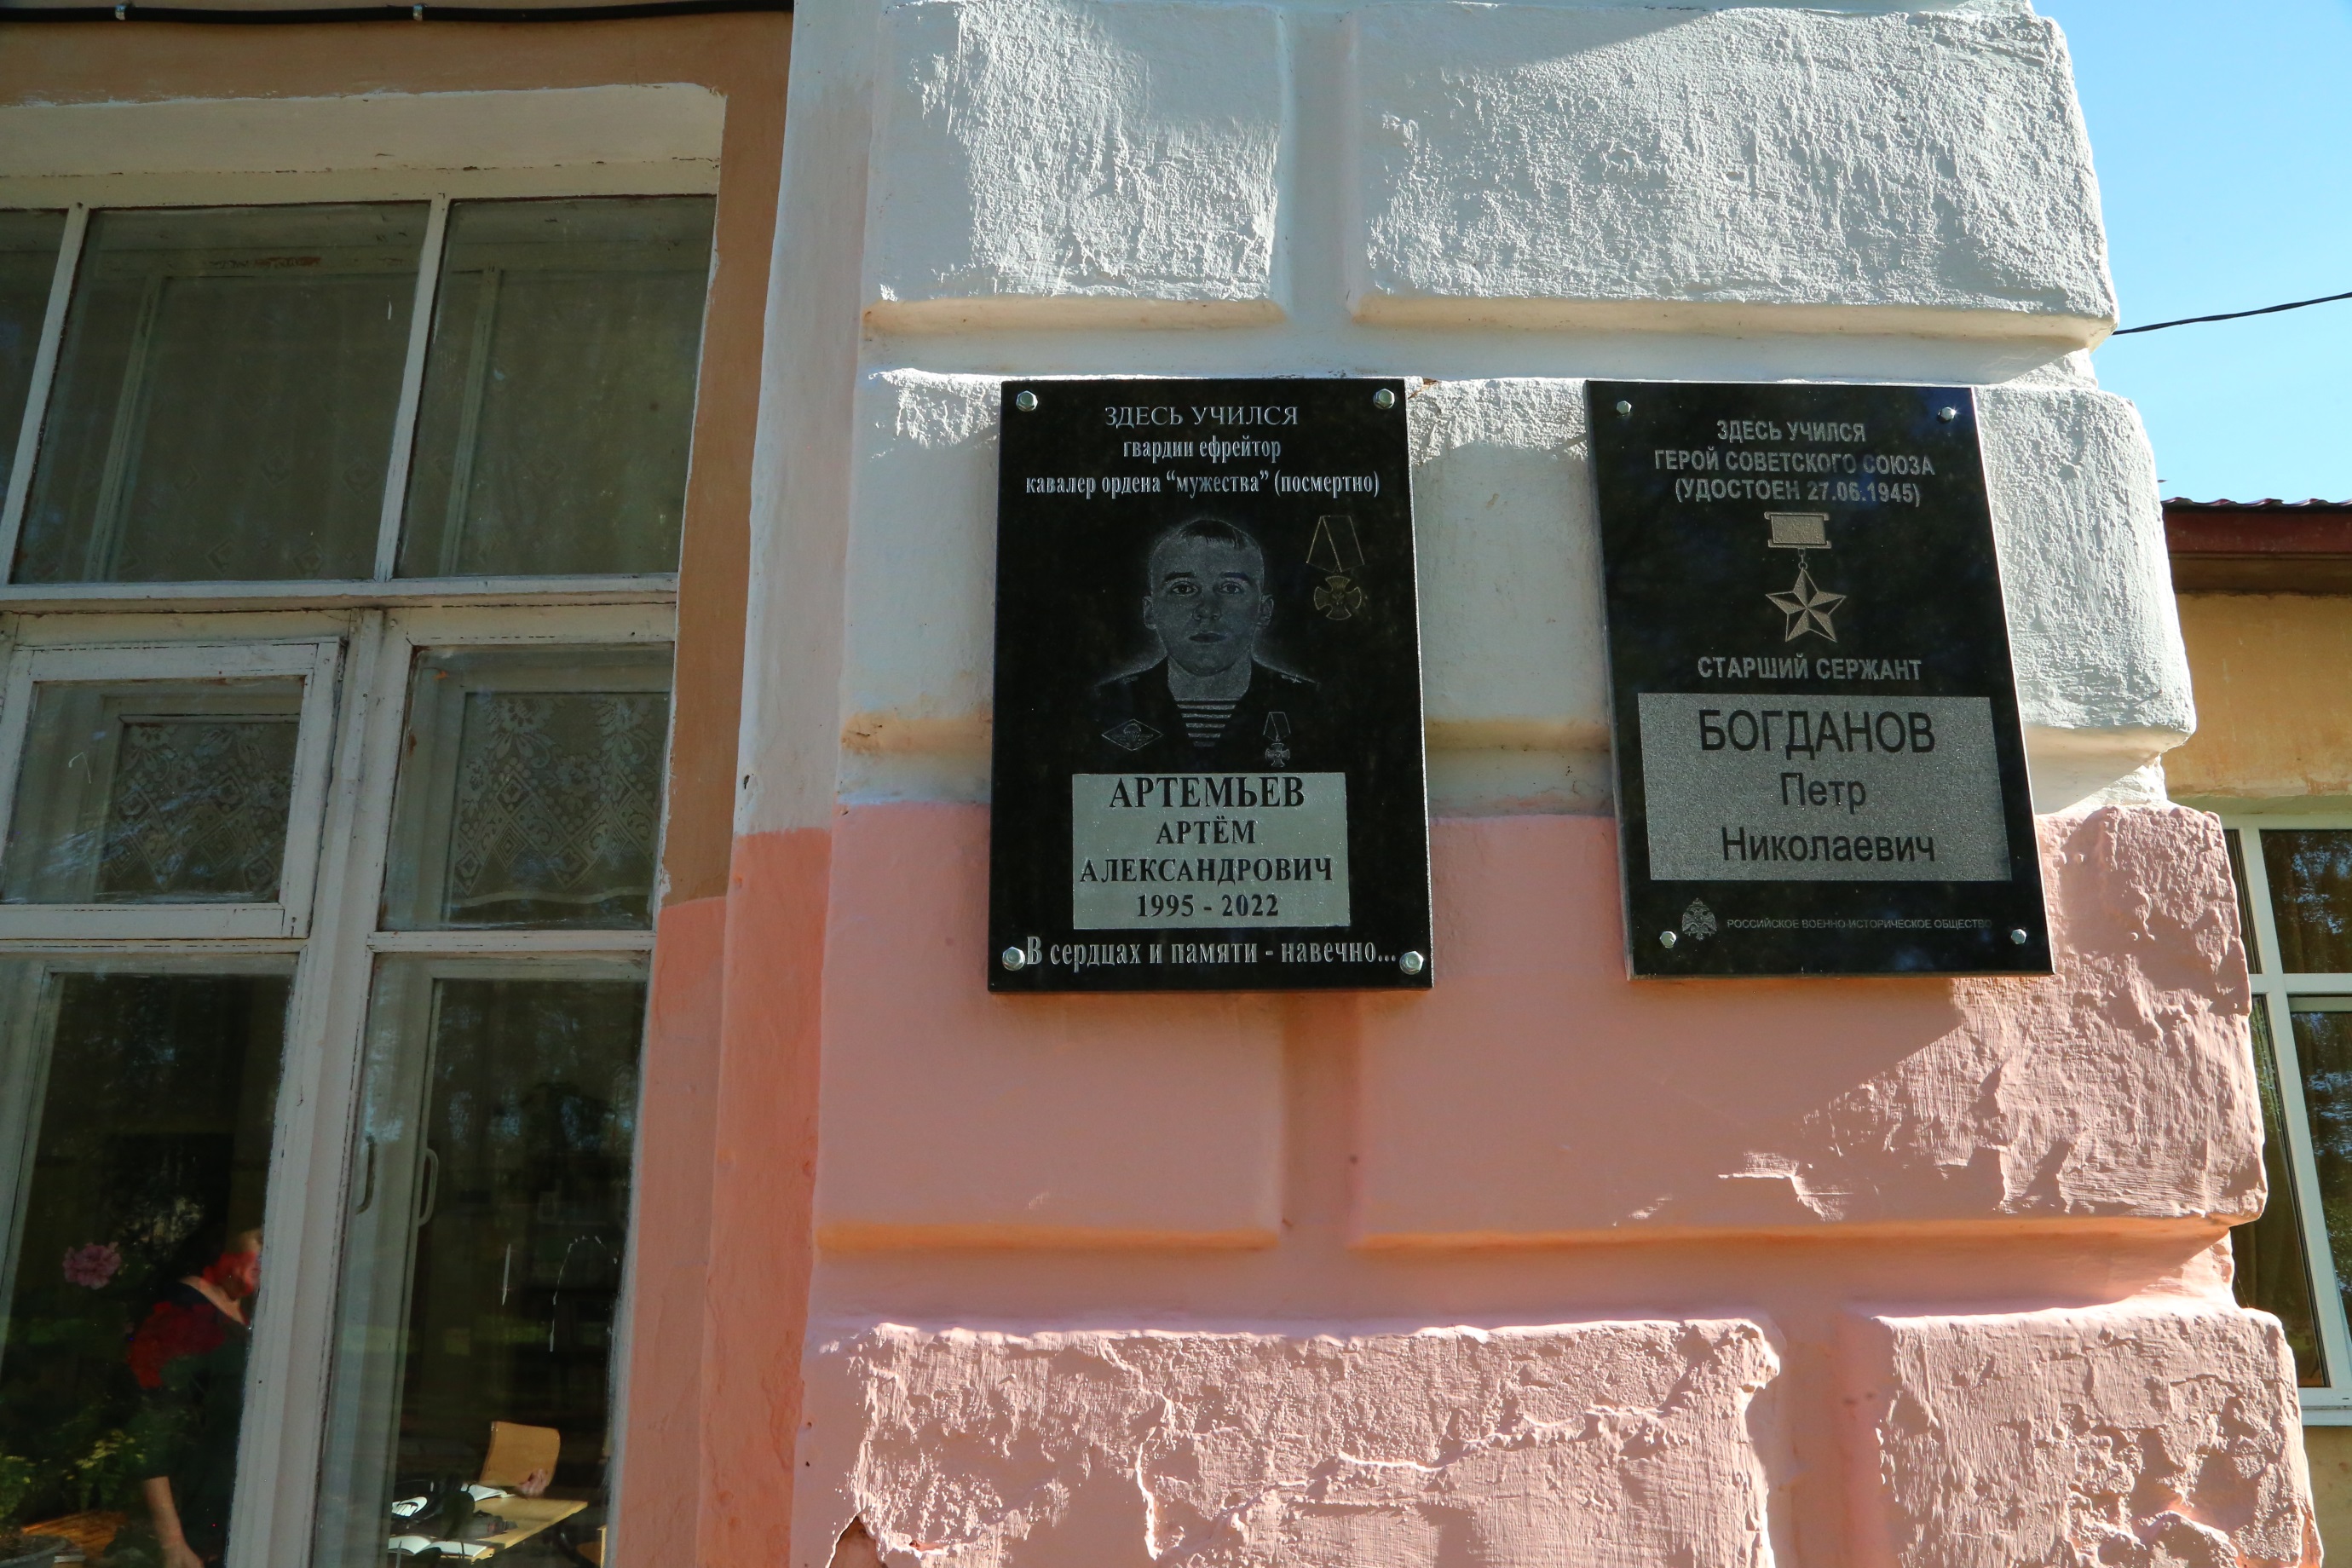 ЗДЕСЬ УЧИЛСЯ
гвардии ефрейтор
кавалер ордена “мужества” (посмертно)
АРТЕМЬЕВ
АРТЁМ
АЛЕКСАНДРОВИЧ
1995 - 2022
В сердцах и памяти - навечно...
ЗДЕСЬ УЧИЛСЯ
ГЕРОЙ СОВЕТСКОГО СОЮЗА
(УДОСТОЕН 27.06.1945)
СТАРШИЙ СЕРЖАНТ
БОГДАНОВ
Петр
Николаевич
РОССИЙСКОЕ ВОЕННО-ИСТОРИЧЕСКОЕ ОБЩЕСТВО